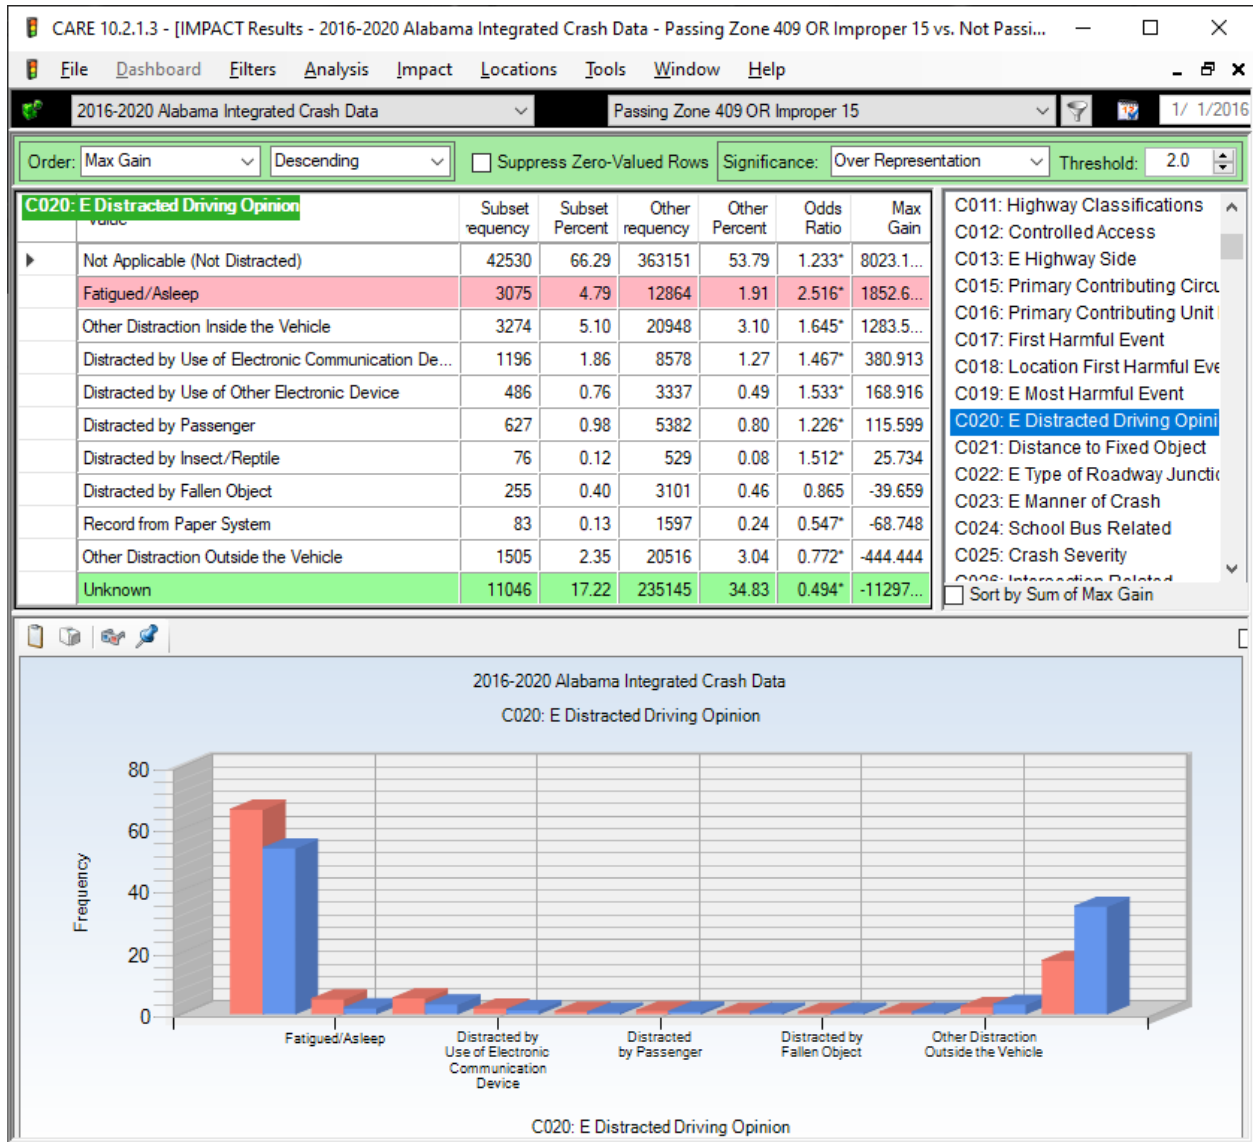 CARE 10.2.1.3 - [IMPACT Results - 2016-2020 Alabama Integrated Crash Data - Passing Zone 409 OR Improper 15 vs. Not Passi...
File Dashboard Filters Analysis Impact Locations Tools Window Help
2016-2020 Alabama Integrated Crash Data Passing Zone 409 OR Improper 15 1/ 1/2016
Order: Max Gain Descending Suppress Zero-Valued Rows Significance: Over Representation Threshold: 2.0
C020: E Distracted Driving Opinion
Subset requency Subset Percent Other requency Other Percent Odds Ratio Max Gain
Not Applicable (Not Distracted) 42530 66.29 363151 53.79 1.233* 8023.1...
Fatigued/Asleep 3075 4.79 12864 1.91 2.516* 1852.6...
Other Distraction Inside the Vehicle 3274 5.10 20948 3.10 1.645* 1283.5...
Distracted by Use of Electronic Communication De... 1196 1.86 8578 1.27 1.467* 380.913
Distracted by Use of Other Electronic Device 486 0.76 3337 0.49 1.533* 168.916
Distracted by Passenger 627 0.98 5382 0.80 1.226* 115.599
Distracted by Insect/Reptile 76 0.12 529 0.08 1.512* 25.734
Distracted by Fallen Object 255 0.40 3101 0.46 0.865 -39.659
Record from Paper System 83 0.13 1597 0.24 0.547* -68.748
Other Distraction Outside the Vehicle 1505 2.35 20516 3.04 0.772* -444.444
Unknown 11046 17.22 235145 34.83 0.494* -11297...
C011: Highway Classifications
C012: Controlled Access
C013: E Highway Side
C015: Primary Contributing Circu
C016: Primary Contributing Unit
C017: First Harmful Event
C018: Location First Harmful Eve
C019: E Most Harmful Event
C020: E Distracted Driving Opini
C021: Distance to Fixed Object
C022: E Type of Roadway Junctio
C023: E Manner of Crash
C024: School Bus Related
C025: Crash Severity
Sort by Sum of Max Gain
2016-2020 Alabama Integrated Crash Data
C020: E Distracted Driving Opinion
80
60
40
20
0
Frequency
Fatigued/Asleep
Distracted by
Use of Electronic
Communication
Device
Distracted
by Passenger
Distracted by
Fallen Object
Other Distraction
Outside the Vehicle
C020: E Distracted Driving Opinion